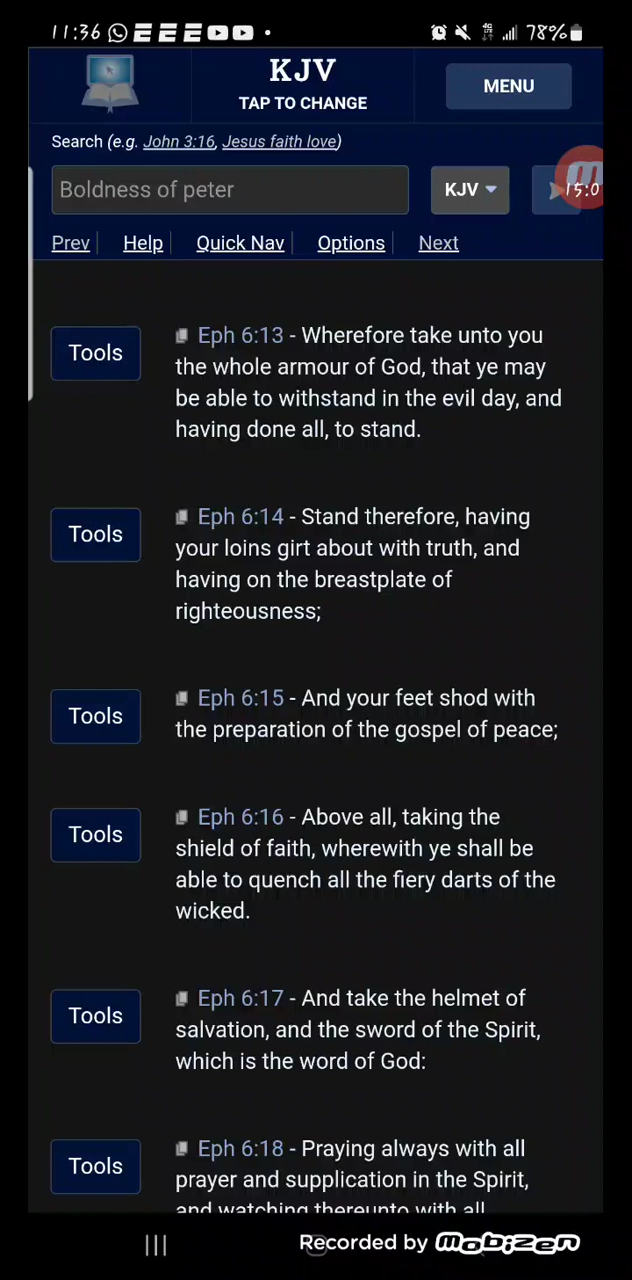 11:36 78%
KJV
TAP TO CHANGE
MENU
Search (e.g. John 3:16, Jesus faith love)
Boldness of peter
KJV
15:0
Prev Help Quick Nav Options Next
Tools
Eph 6:13 - Wherefore take unto you
the whole armour of God, that ye may
be able to withstand in the evil day, and
having done all, to stand.
Tools
Eph 6:14 - Stand therefore, having
your loins girt about with truth, and
having on the breastplate of
righteousness;
Tools
Eph 6:15 - And your feet shod with
the preparation of the gospel of peace;
Tools
Eph 6:16 - Above all, taking the
shield of faith, wherewith ye shall be
able to quench all the fiery darts of the
wicked.
Tools
Eph 6:17 - And take the helmet of
salvation, and the sword of the Spirit,
which is the word of God:
Tools
Eph 6:18 - Praying always with all
prayer and supplication in the Spirit,
and watching thereunto with all
Recorded by mobizen